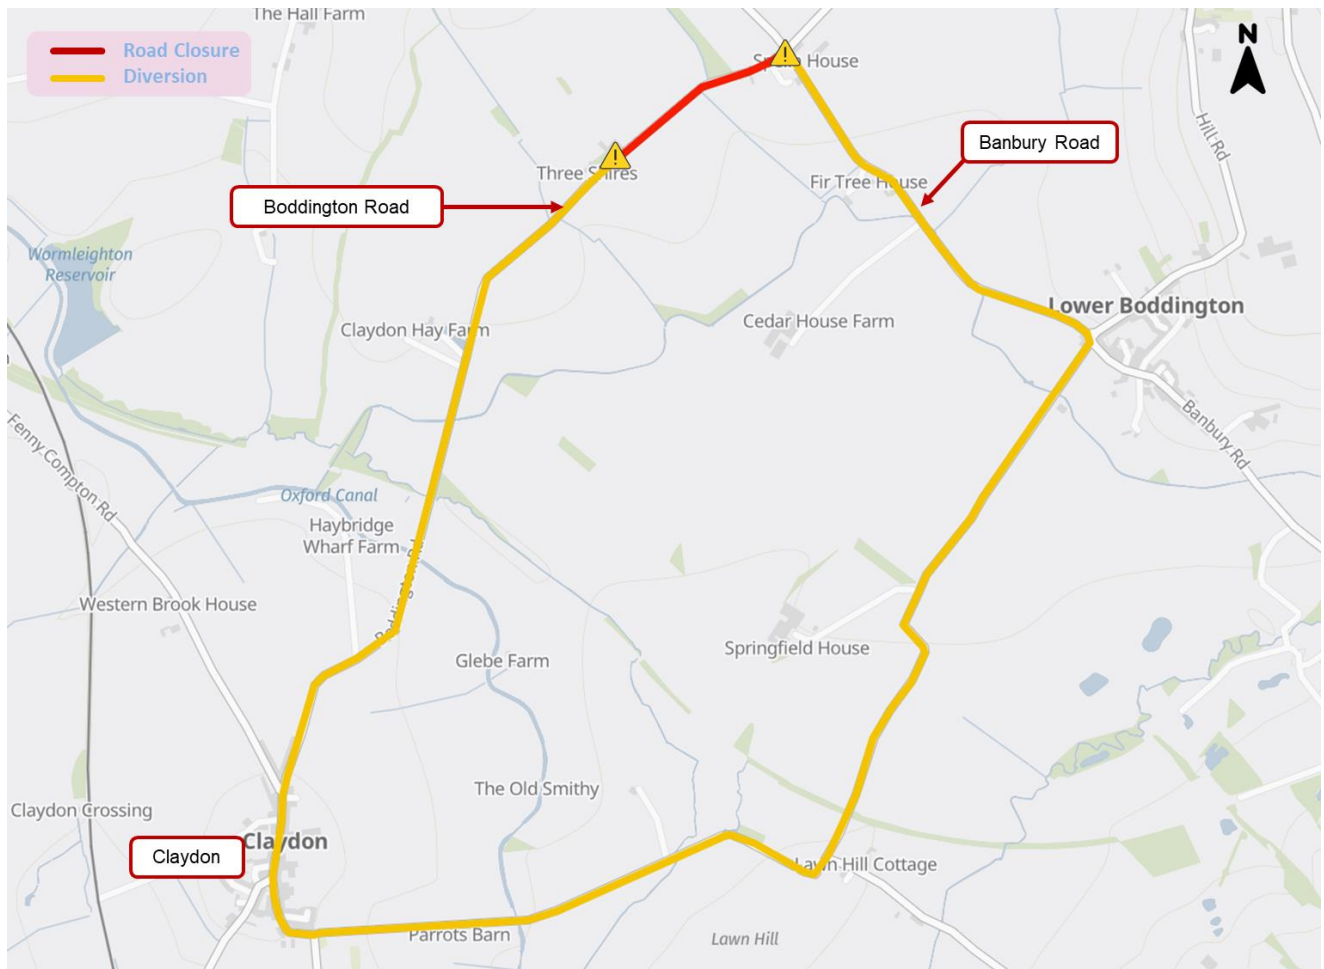 The Hall Farm
Road Closure
Diversion
N
Spella House
Hill Rd
Banbury Road
Three Shires
Fir Tree House
Boddington Road
Wormleighton
Reservoir
Lower Boddington
Claydon Hay Farm
Cedar House Farm
Banbury Rd
Fenny Compton Rd
Oxford Canal
Haybridge
Wharf Farm
Boddington Rd
Western Brook House
Springfield House
Glebe Farm
The Old Smithy
Claydon Crossing
Claydon
Claydon
Lawn Hill Cottage
Parrots Barn
Lawn Hill